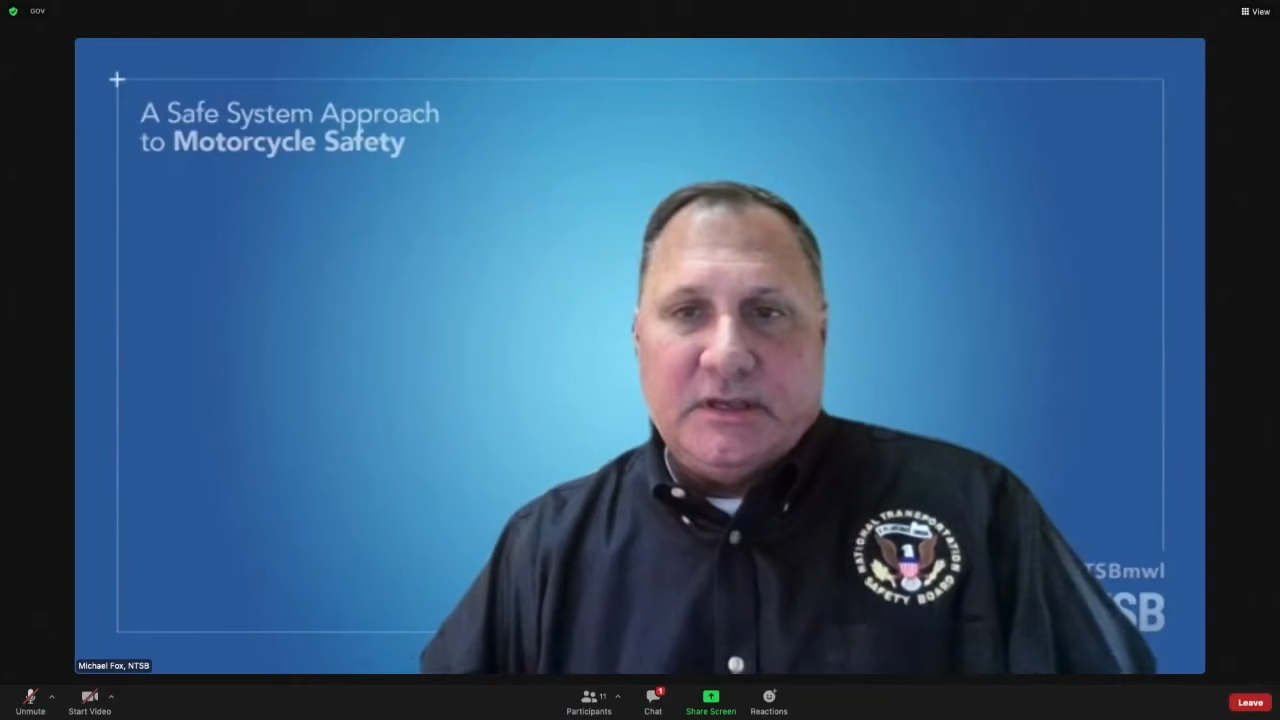 GOV
View
A Safe System Approach
to Motorcycle Safety
NATIONAL TRANSPORTATION
SAFETY BOARD
TSBmwl
SB
Michael Fox, NTSB
Unmute
Start Video
Participants
11
Chat
1
Share Screen
Reactions
Leave